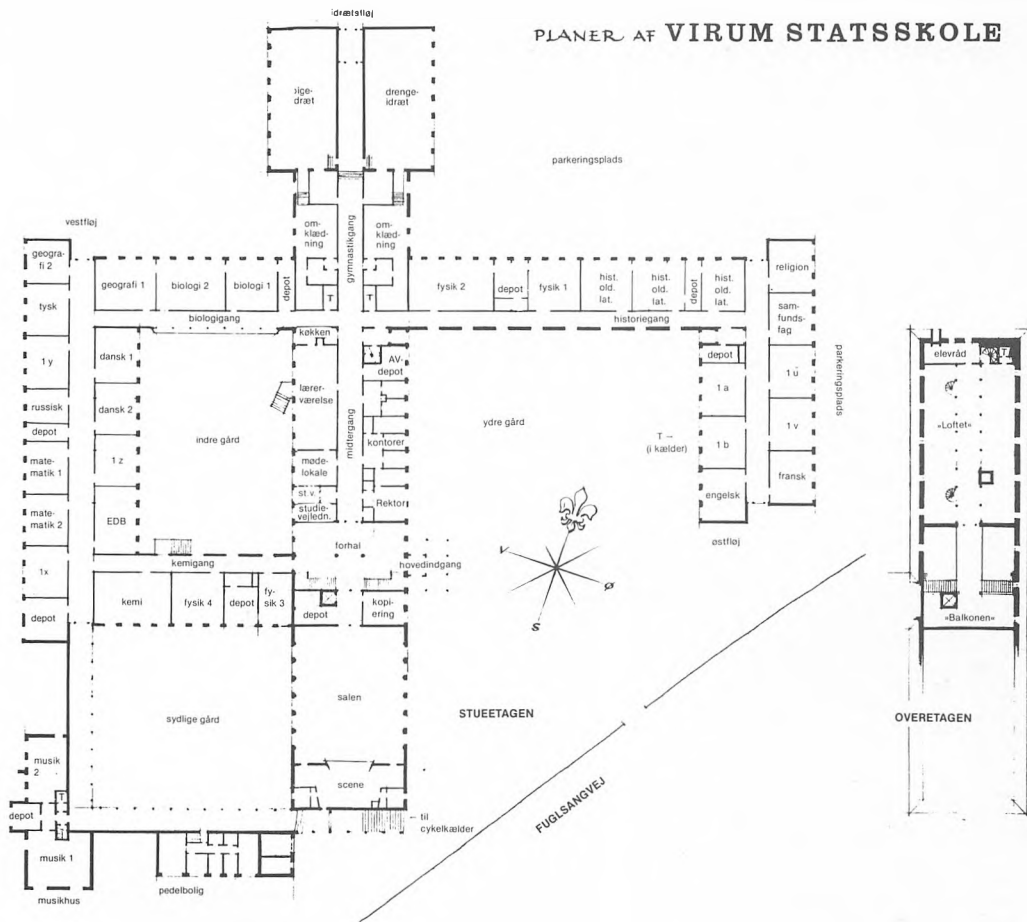 idrætsfløj
PLANER AF VIRUM STATSSKOLE
pige-
idræt
drenge-
idræt
parkeringsplads
vestfløj
om-
klædning
gymnastikgang
om-
klædning
geogra-
fi 2
geografi 1
biologi 2
biologi 1
depot
T
T
fysik 2
depot
fysik 1
hist.
old.
lat.
hist.
old.
lat.
depot
hist.
old.
lat.
religion
biologigang
historiegang
tysk
sam-
funds-
fag
køkken
AV-
depot
dansk 1
1 y
lærer-
værelse
depot
1 a
1 u
parkeringsplads
elevråd
T
russisk
dansk 2
depot
indre gård
midtergang
kontorer
ydre gård
T –
(i kælder)
1 b
1 v
»Loftet«
mate-
matik 1
1 z
møde-
lokale
st.v.
studie-
vejledn.
Rektor
engelsk
fransk
mate-
matik 2
EDB
forhal
østfløj
kemigang
hovedindgang
V
Ø
S
1x
kemi
fysik 4
depot
fy-
sik 3
depot
kopi-
ering
depot
»Balkonen«
salen
sydlige gård
STUEETAGEN
OVERETAGEN
musik
2
scene
FUGLSANGVEJ
T
depot
T
til
cykelkælder
musik 1
pedelbolig
musikhus